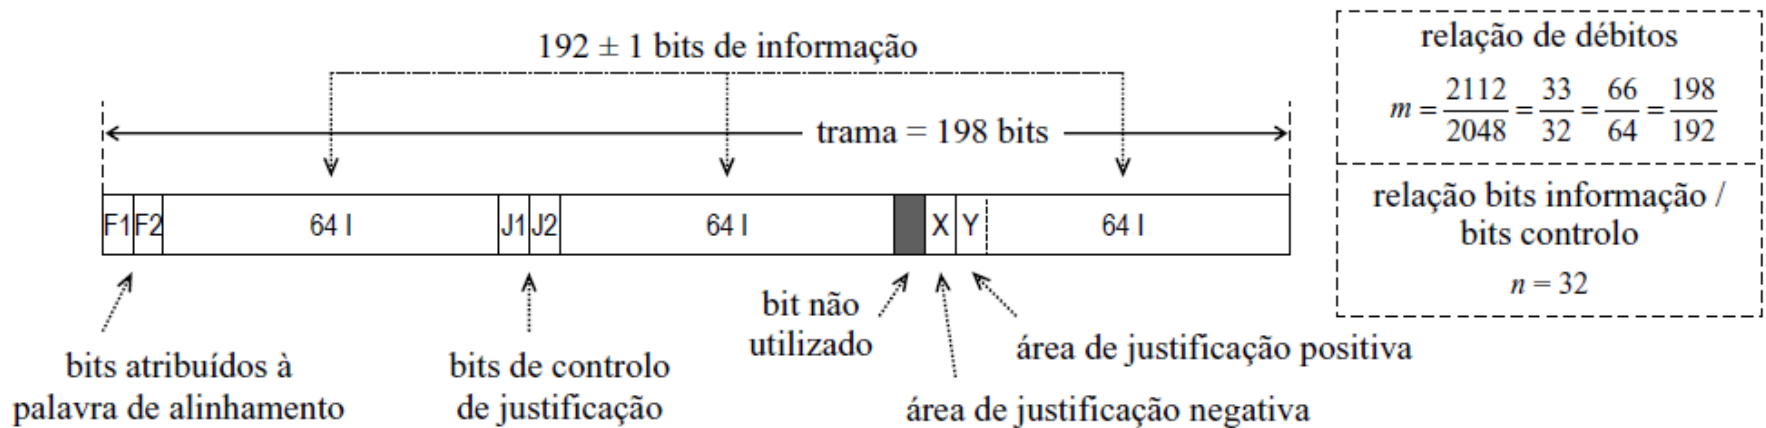 192 ± 1 bits de informação
trama = 198 bits
F1 F2 64 I J1 J2 64 I X Y 64 I
bits atribuídos à
palavra de alinhamento
bits de controlo
de justificação
bit não
utilizado
área de justificação positiva
área de justificação negativa
relação de débitos
m = 2112/2048 = 33/32 = 66/64 = 198/192
relação bits informação /
bits controlo
n = 32